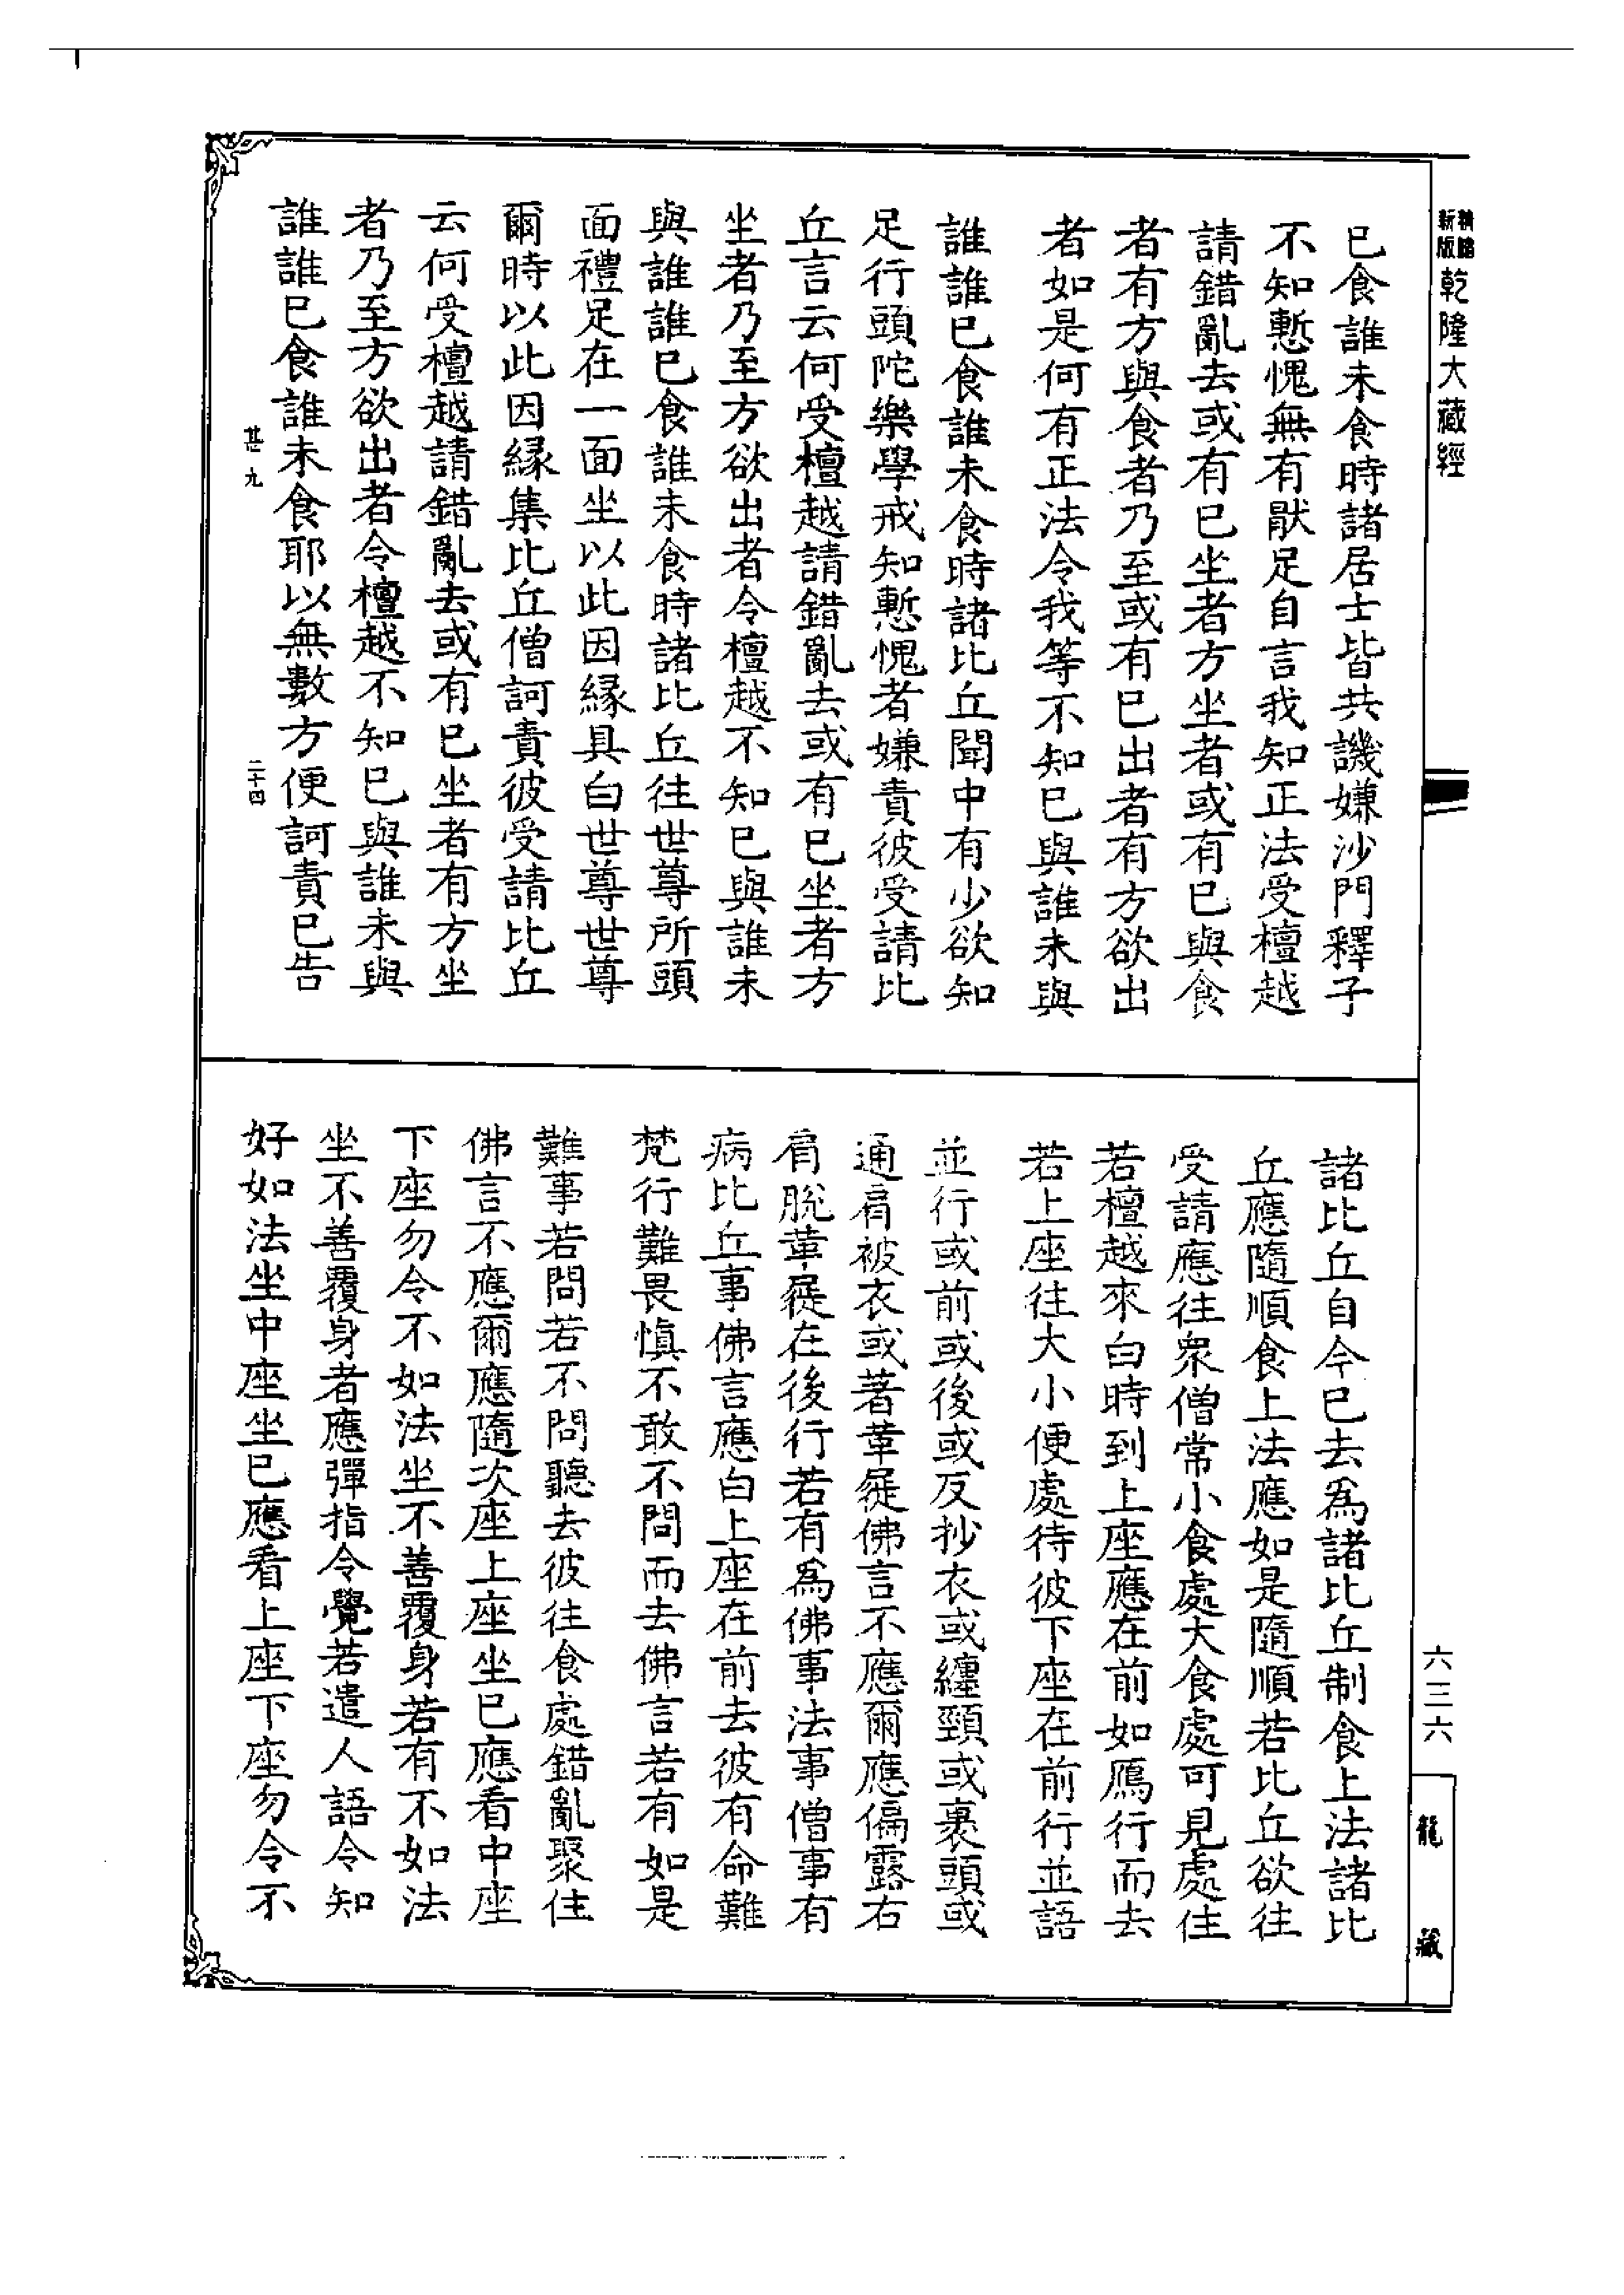 精縮新版乾隆大藏經
巳食誰未食時諸居士皆共譏嫌沙門釋子
不知慙愧無有厭足自言我知正法受檀越
請錯亂去或有巳坐者方坐者或有巳與食
者有方與食者乃至或有巳出者有方欲出
者如是何有正法令我等不知巳與誰未與
誰誰巳食誰未食時諸比丘聞中有少欲知
足行頭陀樂學戒知慙愧者嫌責彼受請比
丘言云何受檀越請錯亂去或有巳坐者方
坐者乃至方欲出者令檀越不知巳與誰未
與誰誰巳食誰未食時諸比丘往世尊所頭
面禮足在一面坐以此因緣具白世尊世尊
爾時以此因緣集比丘僧訶責彼受請比丘
云何受檀越請錯亂去或有巳坐者有方坐
者乃至方欲出者令檀越不知巳與誰未與
誰誰巳食誰未食耶以無數方便訶責巳告
甚九 二十四
諸比丘自今巳去為諸比丘制食上法諸比
丘應隨順食上法應如是隨順若比丘欲往
受請應往衆僧常小食處大食處可見處住
若檀越來白時到上座應在前如鴈行而去
若上座往大小便處待彼下座在前行並語
並行或前或後或反抄衣或纏頸或裹頭或
通肩被衣或著革屣佛言不應爾應偏露右
肩脫革屣在後行若有為佛事法事僧事有
病比丘事佛言應白上座在前去彼有命難
梵行難畏慎不敢不問而去佛言若有如是
難事若問若不問聽去彼往食處錯亂聚住
佛言不應爾應隨次座上座坐巳應看中座
下座勿令不如法坐不善覆身若有不如法
坐不善覆身者應彈指令覺若遣人語令知
好如法坐中座坐巳應看上座下座勿令不
六三六
龍藏